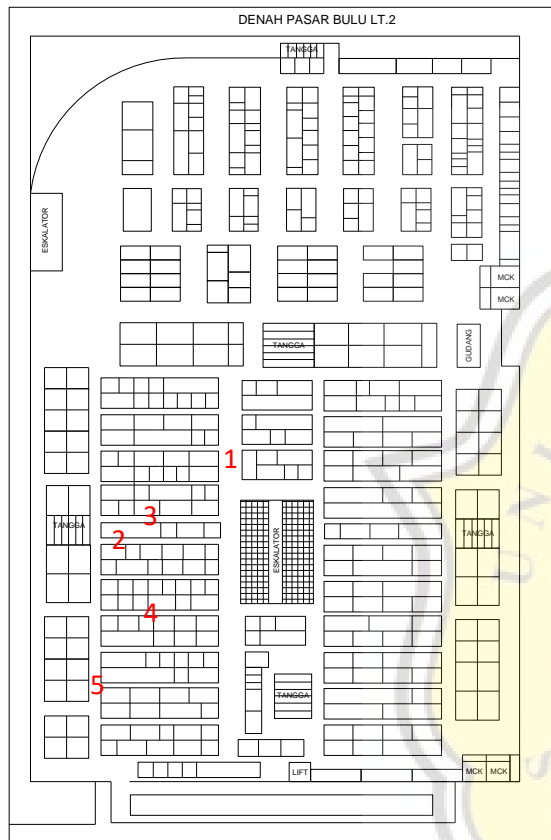 DENAH PASAR BULU LT.2
TANGGA
ESKALATOR
MCK
MCK
TANGGA
GUDANG
1
3
TANGGA
2
ESKALATOR
TANGGA
4
5
TANGGA
LIFT
MCK
MCK
U N